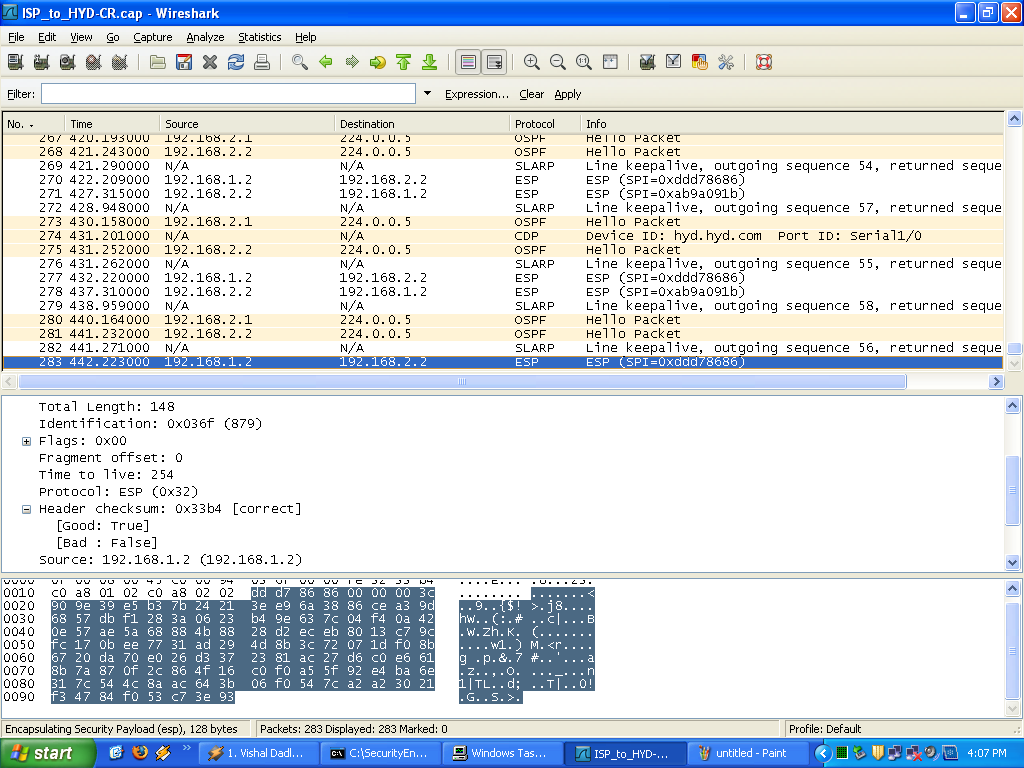 ISP_to_HYD-CR.cap - Wireshark
File Edit View Go Capture Analyze Statistics Help
Filter: Expression... Clear Apply
No. Time Source Destination Protocol Info
267 420.193000 192.168.2.1 224.0.0.5 OSPF Hello Packet
268 421.243000 192.168.2.2 224.0.0.5 OSPF Hello Packet
269 421.290000 N/A N/A SLARP Line keepalive, outgoing sequence 54, returned seque
270 422.209000 192.168.1.2 192.168.2.2 ESP ESP (SPI=0xddd78686)
271 427.315000 192.168.2.2 192.168.1.2 ESP ESP (SPI=0xab9a091b)
272 428.948000 N/A N/A SLARP Line keepalive, outgoing sequence 57, returned seque
273 430.158000 192.168.2.1 224.0.0.5 OSPF Hello Packet
274 431.201000 N/A N/A CDP Device ID: hyd.hyd.com Port ID: Serial1/0
275 431.252000 192.168.2.2 224.0.0.5 OSPF Hello Packet
276 431.262000 N/A N/A SLARP Line keepalive, outgoing sequence 55, returned seque
277 432.220000 192.168.1.2 192.168.2.2 ESP ESP (SPI=0xddd78686)
278 437.310000 192.168.2.2 192.168.1.2 ESP ESP (SPI=0xab9a091b)
279 438.959000 N/A N/A SLARP Line keepalive, outgoing sequence 58, returned seque
280 440.164000 192.168.2.1 224.0.0.5 OSPF Hello Packet
281 441.232000 192.168.2.2 224.0.0.5 OSPF Hello Packet
282 441.271000 N/A N/A SLARP Line keepalive, outgoing sequence 56, returned seque
283 442.223000 192.168.1.2 192.168.2.2 ESP ESP (SPI=0xddd78686)
Total Length: 148
Identification: 0x036f (879)
Flags: 0x00
Fragment offset: 0
Time to live: 254
Protocol: ESP (0x32)
Header checksum: 0x33b4 [correct]
[Good: True]
[Bad : False]
Source: 192.168.1.2 (192.168.1.2)
0000 0f 00 08 00 45 c0 00 94 03 6f 00 00 fe 32 33 b4 ....E... .o...23.
0010 c0 a8 01 02 c0 a8 02 02 dd d7 86 86 00 00 00 3c ........ .......<
0020 90 9e 39 e5 b3 7b 24 21 3e e9 6a 38 86 ce a3 9d ..9..{$! >.j8....
0030 68 57 db f1 28 3a 06 23 b4 9e 63 7c 04 f4 0a 42 hW..(:.# ..c|...B
0040 0e 57 ae 5a 68 88 4b 88 28 d2 ec eb 80 13 c7 9c .W.Zh.K. (.......
0050 fc 17 0b ee 77 31 ad 29 4d 8b 3c 72 07 1d f0 8b ....w1.) M.<r....
0060 67 20 da 70 e0 26 d3 37 23 81 ac 27 d6 c0 e6 61 g .p.&.7 #..'...a
0070 8b 7a 87 0f 2c 86 4f 16 c0 f0 a5 5f 92 e4 ba 6e .z..,.O. ..._...n
0080 31 7c 54 4c 8a ac 64 3b 06 f0 54 7c a2 a2 30 21 1|TL..d; ..T|..0!
0090 f3 47 84 f0 53 c7 3e 93 .G..S.>.
Encapsulating Security Payload (esp), 128 bytes Packets: 283 Displayed: 283 Marked: 0 Profile: Default
start 1. Vishal Dadl... C:\SecurityEn... Windows Tas... ISP_to_HYD-... untitled - Paint 4:07 PM